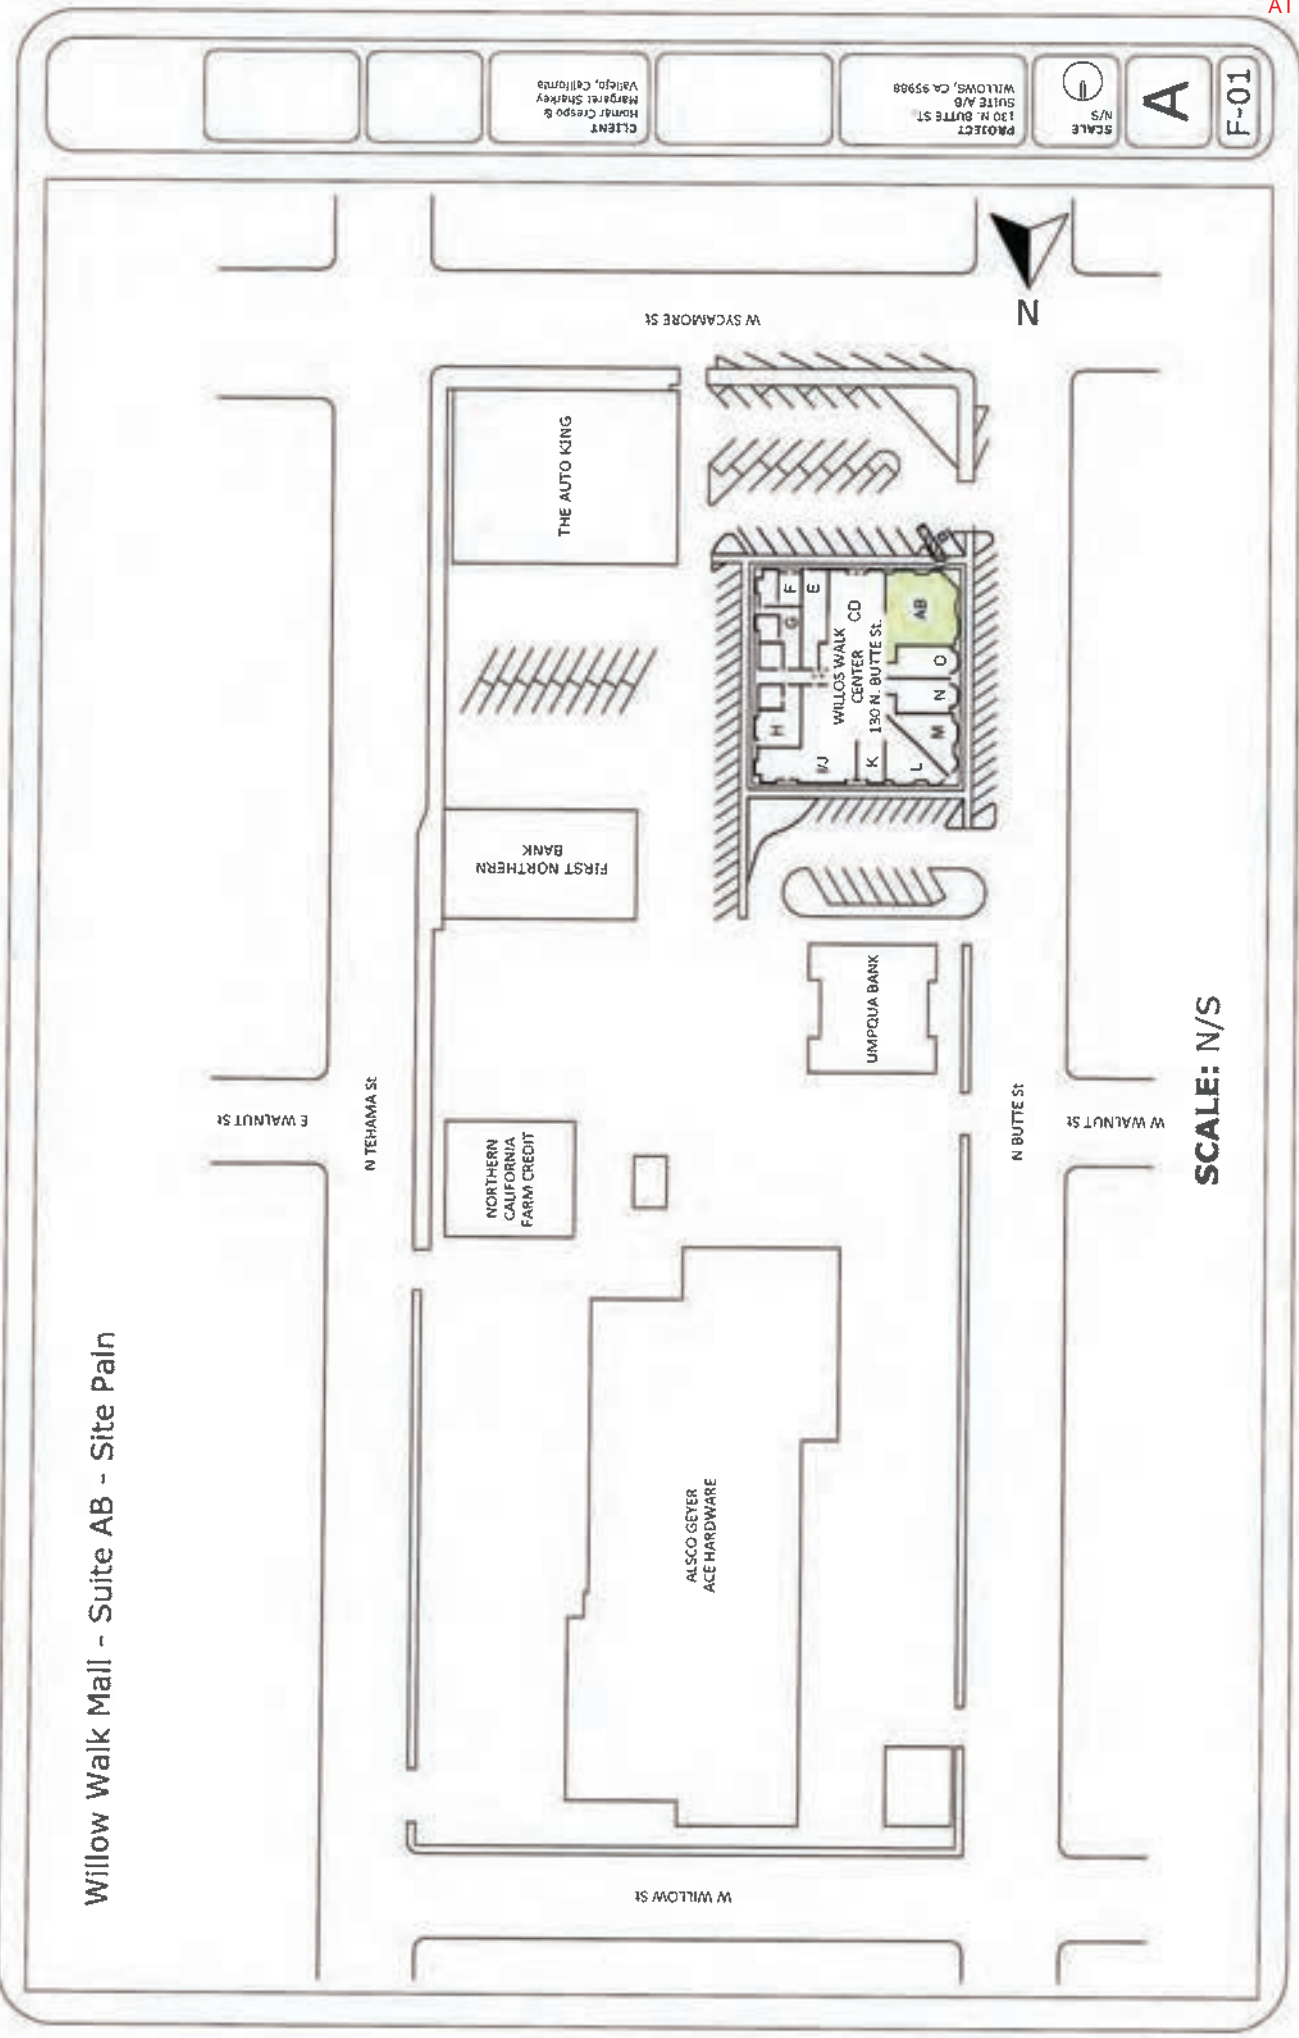 A1
CLIENT
Homar Crespo &
Margaret Sharkey
Vallejo, California
PROJECT
130 N. BUTTE ST
SUITE A/B
WILLOWS, CA 95988
SCALE
N/S
A
F-01
Willow Walk Mall - Suite AB - Site Paln
N
W SYCAMORE St
THE AUTO KING
F
E
G
H
CD
AB
WILLOS WALK
CENTER
130 N. BUTTE St.
I/J
K
L
M
N
O
FIRST NORTHERN
BANK
UMPQUA BANK
E WALNUT St
N TEHAMA St
NORTHERN
CALIFORNIA
FARM CREDIT
N BUTTE St
W WALNUT St
SCALE: N/S
ALSCO GEYER
ACE HARDWARE
W WILLOW St